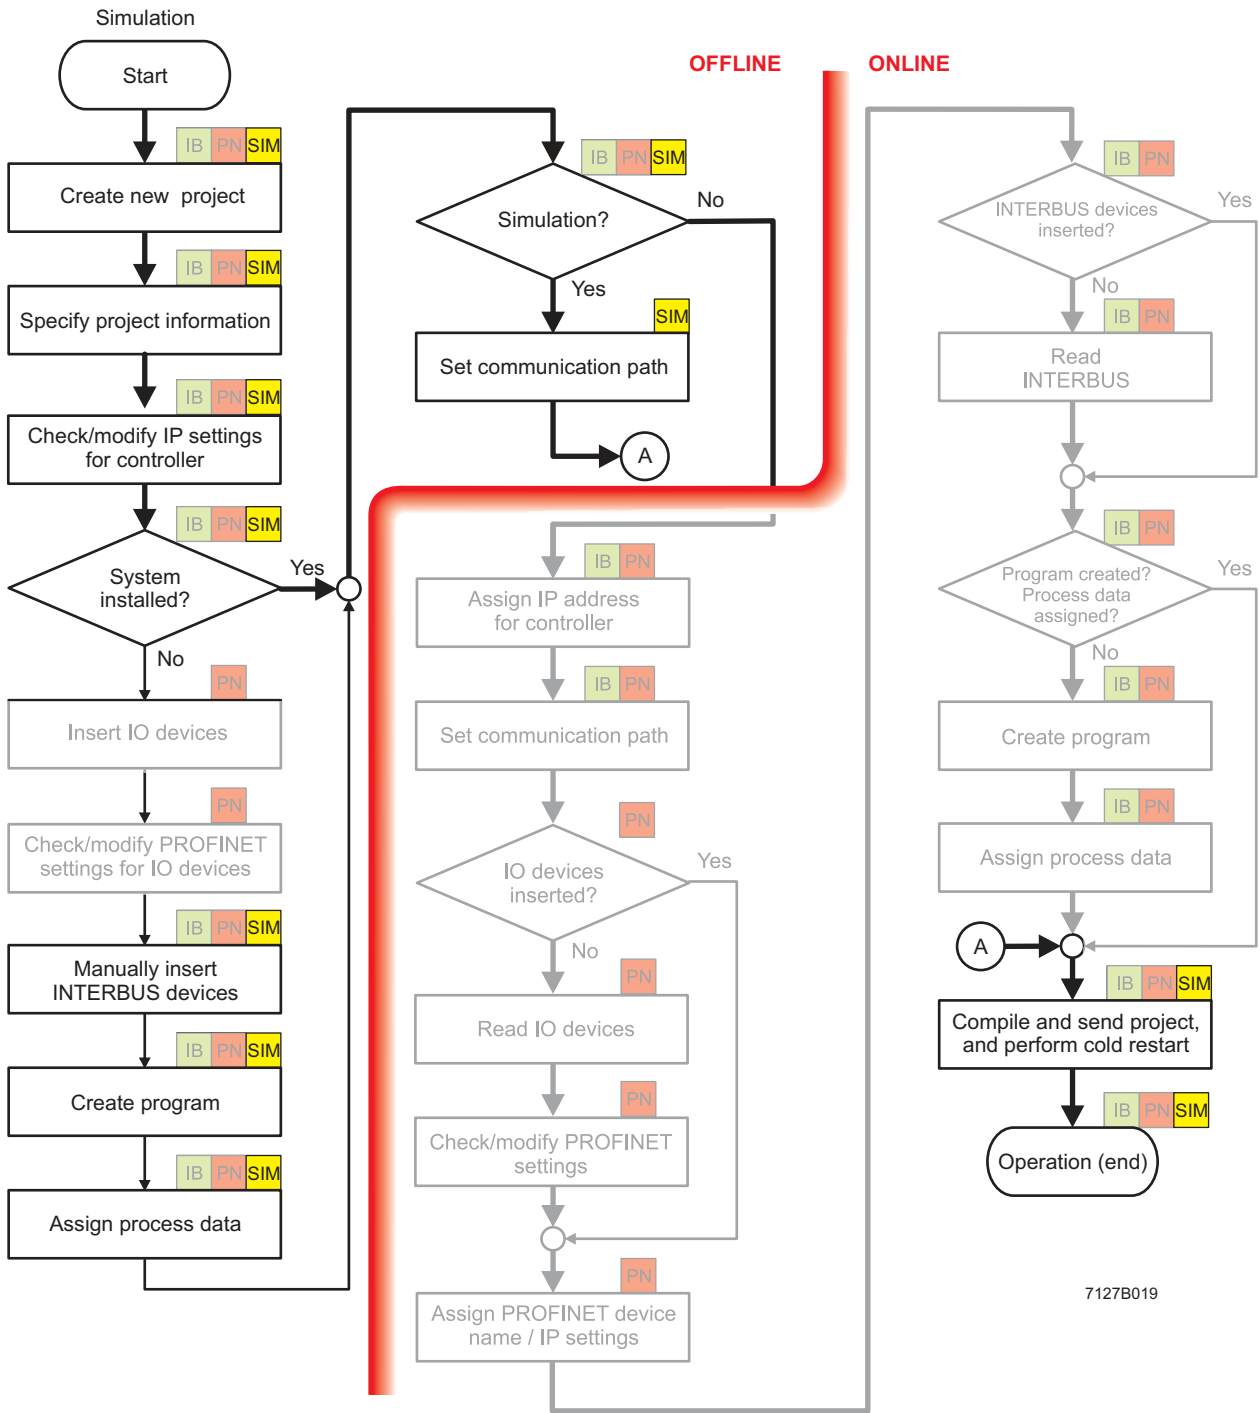 Simulation
Start
IB PN SIM
Create new project
IB PN SIM
Specify project information
IB PN SIM
Check/modify IP settings
for controller
IB PN SIM
System
installed?
Yes
No
PN
Insert IO devices
PN
Check/modify PROFINET
settings for IO devices
IB PN SIM
Manually insert
INTERBUS devices
IB PN SIM
Create program
IB PN SIM
Assign process data
OFFLINE
ONLINE
IB PN SIM
Simulation?
No
Yes
SIM
Set communication path
A
IB PN
Assign IP address
for controller
IB PN
Set communication path
PN
IO devices
inserted?
Yes
No
PN
Read IO devices
PN
Check/modify PROFINET
settings
PN
Assign PROFINET device
name / IP settings
IB PN
INTERBUS devices
inserted?
Yes
No
IB PN
Read
INTERBUS
IB PN
Program created?
Process data
assigned?
Yes
No
IB PN
Create program
IB PN
Assign process data
A
IB PN SIM
Compile and send project,
and perform cold restart
IB PN SIM
Operation (end)
7127B019